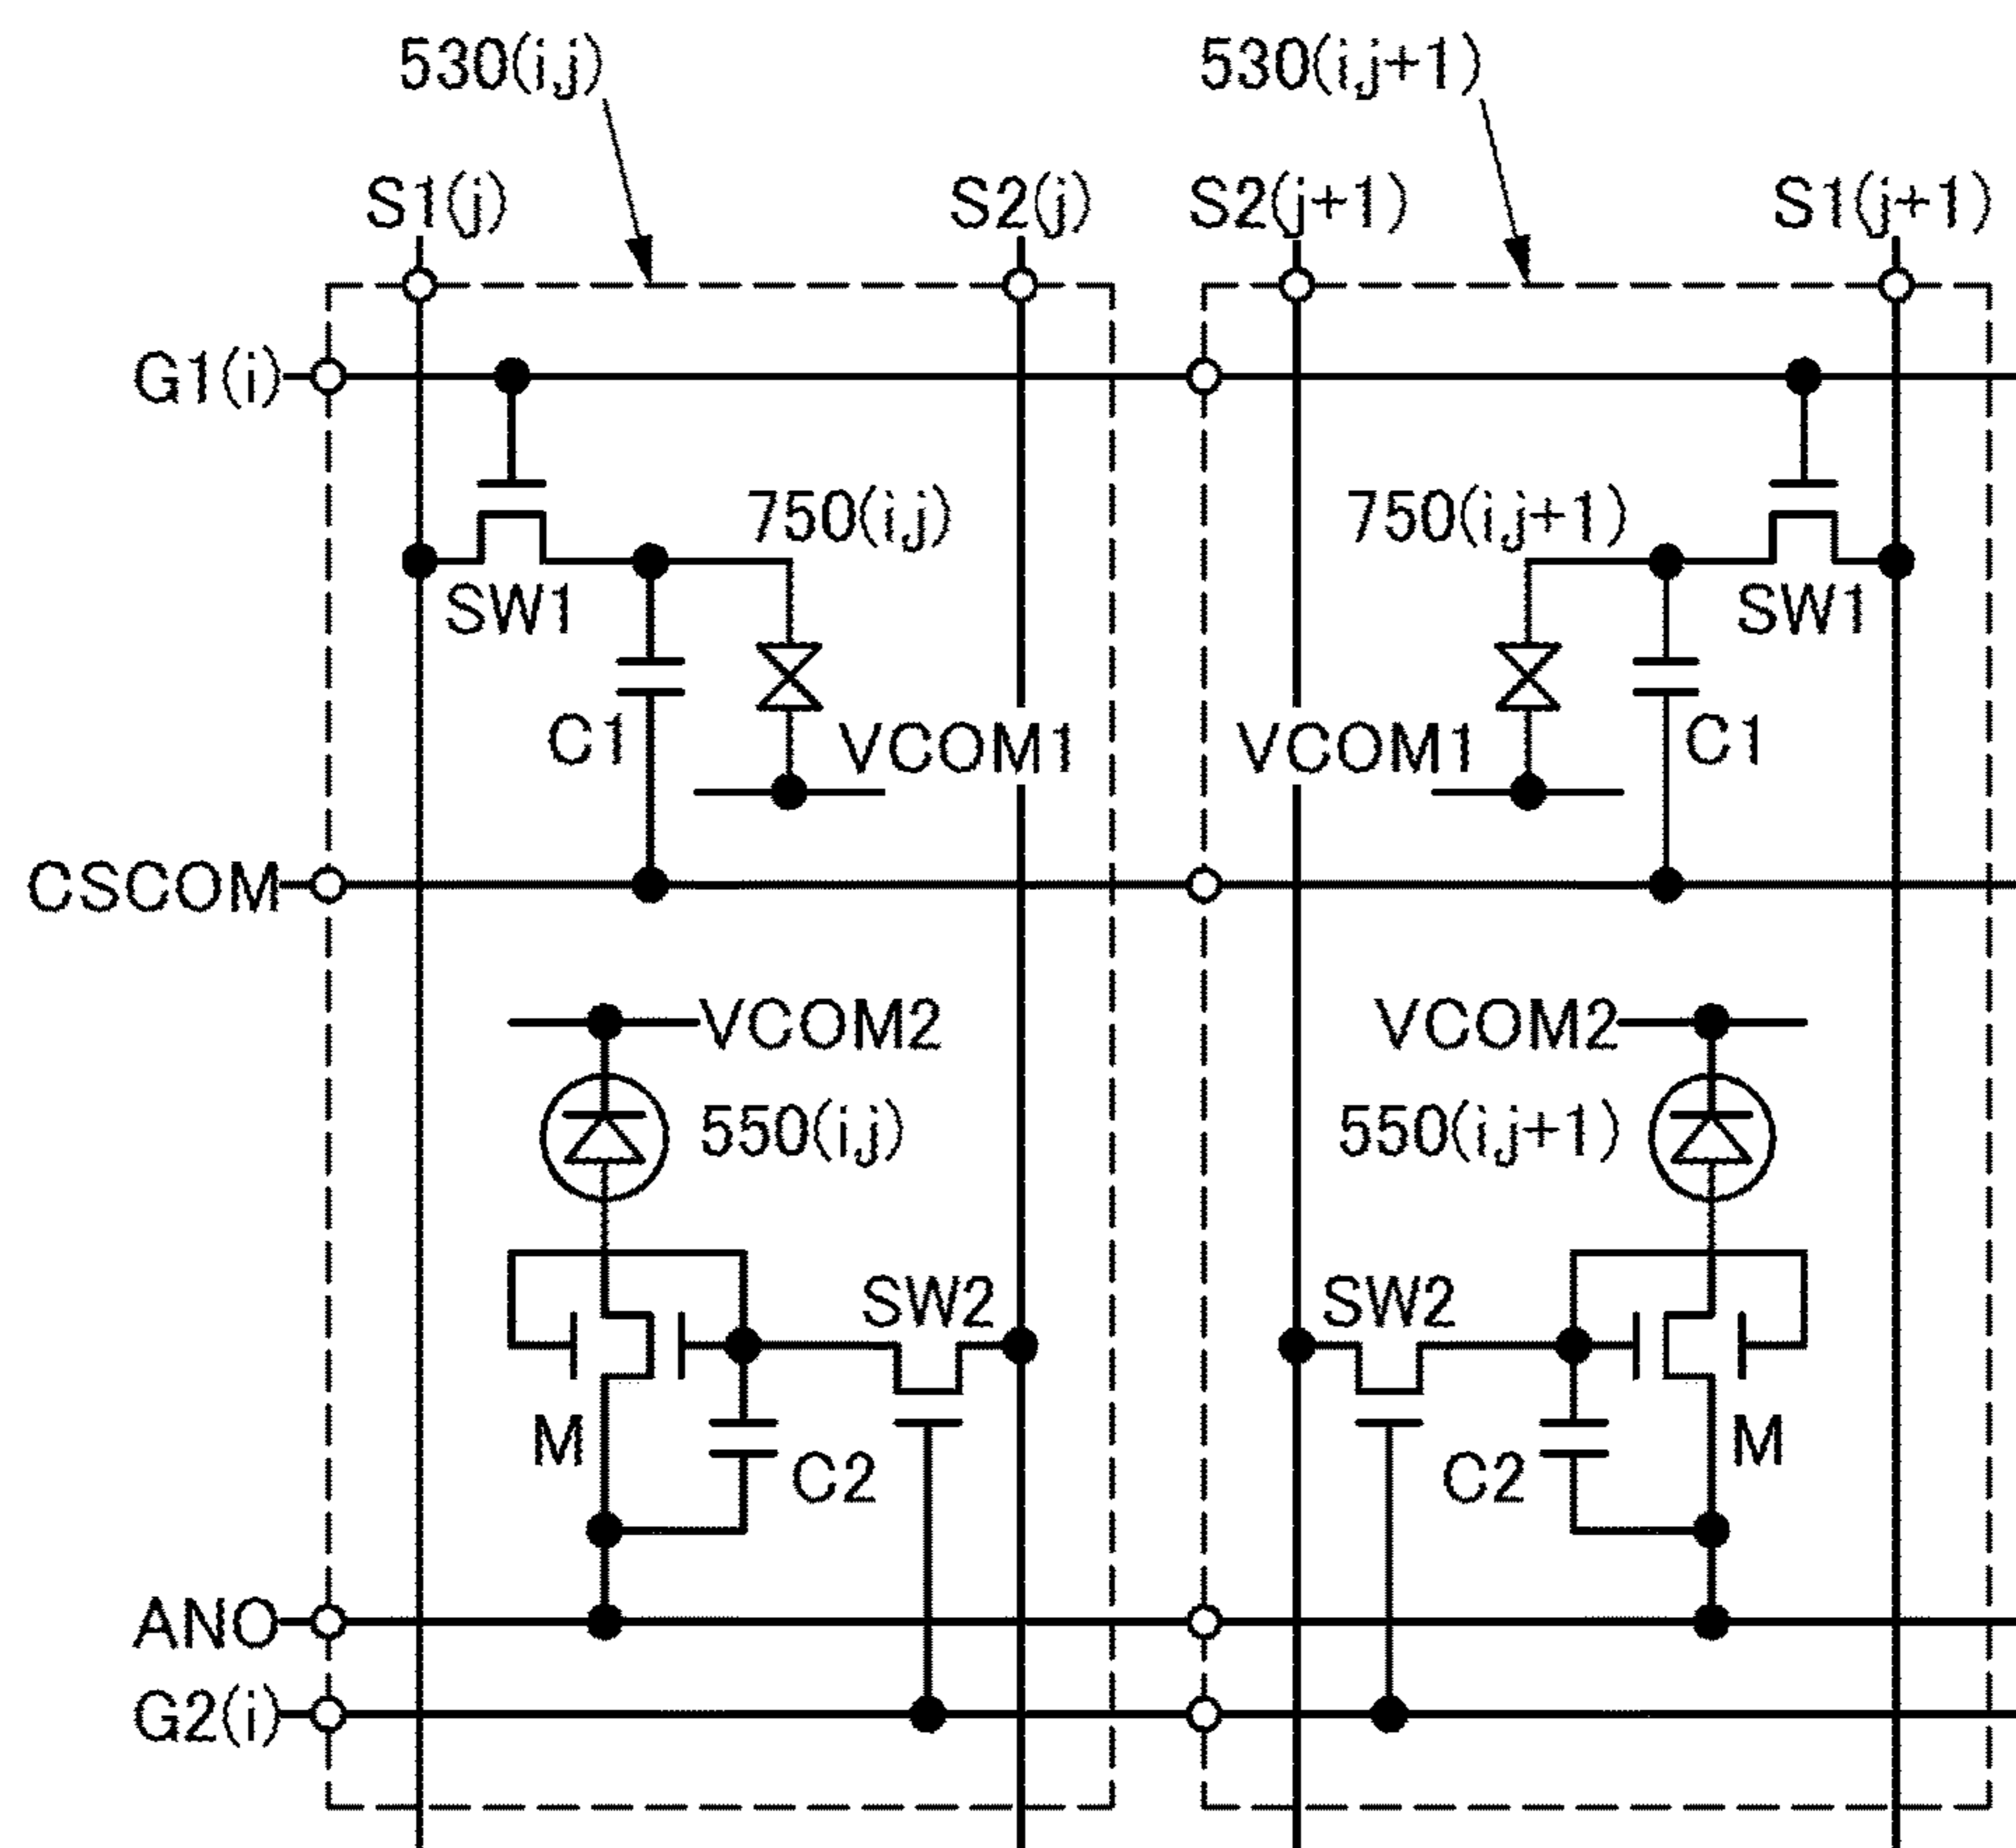 530(i,j) 530(i,j+1)
S1(j) S2(j) S2(j+1) S1(j+1)
G1(i)
750(i,j) 750(i,j+1)
SW1 SW1
C1 VCOM1 VCOM1 C1
CSCOM
VCOM2 VCOM2
550(i,j) 550(i,j+1)
SW2 SW2
M C2 C2 M
ANO
G2(i)